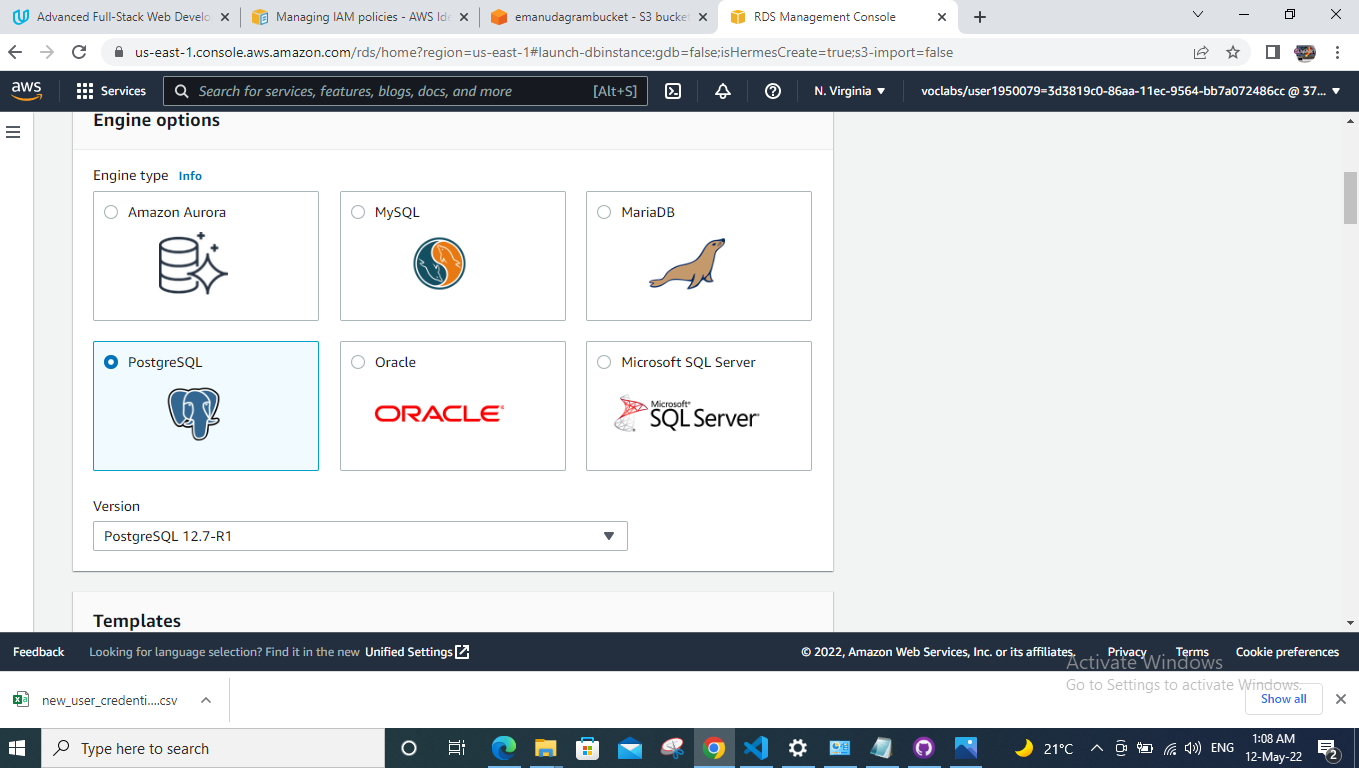 Advanced Full-Stack Web Develo
Managing IAM policies - AWS Ide
emanudagrambucket - S3 bucket
RDS Management Console
us-east-1.console.aws.amazon.com/rds/home?region=us-east-1#launch-dbinstance:gdb=false;isHermesCreate=true;s3-import=false
aws
Services
Search for services, features, blogs, docs, and more
[Alt+S]
N. Virginia
voclabs/user1950079=3d3819c0-86aa-11ec-9564-bb7a072486cc @ 37...
Engine options
Engine type Info
Amazon Aurora
MySQL
MariaDB
PostgreSQL
Oracle
Microsoft SQL Server
ORACLE
Microsoft
SQL Server
Version
PostgreSQL 12.7-R1
Templates
Feedback
Looking for language selection? Find it in the new Unified Settings
© 2022, Amazon Web Services, Inc. or its affiliates.
Privacy
Terms
Cookie preferences
Activate Windows
Go to Settings to activate Windows.
new_user_credenti....csv
Show all
Type here to search
21°C
ENG
1:08 AM
12-May-22
2